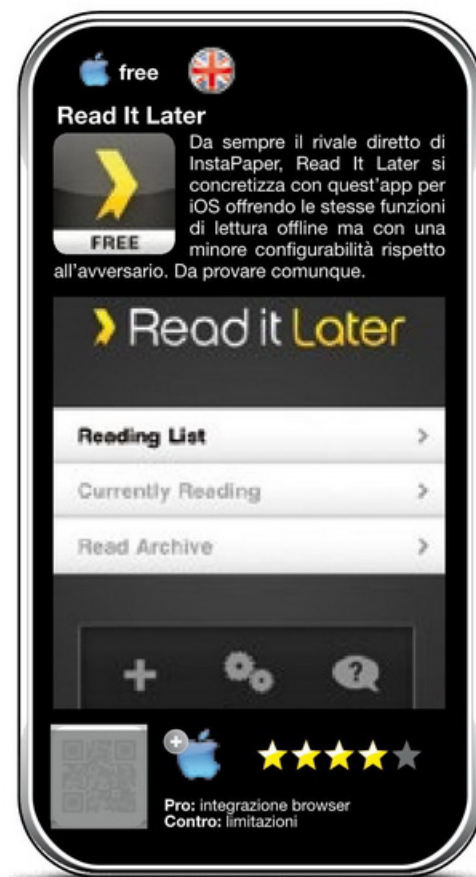 free
Read It Later
Da sempre il rivale diretto di
InstaPaper, Read It Later si
concretizza con quest'app per
iOS offrendo le stesse funzioni
di lettura offline ma con una
minore configurabilità rispetto
all'avversario. Da provare comunque.
FREE
Read it Later
Reading List
Currently Reading
Read Archive
?
Pro: integrazione browser
Contro: limitazioni